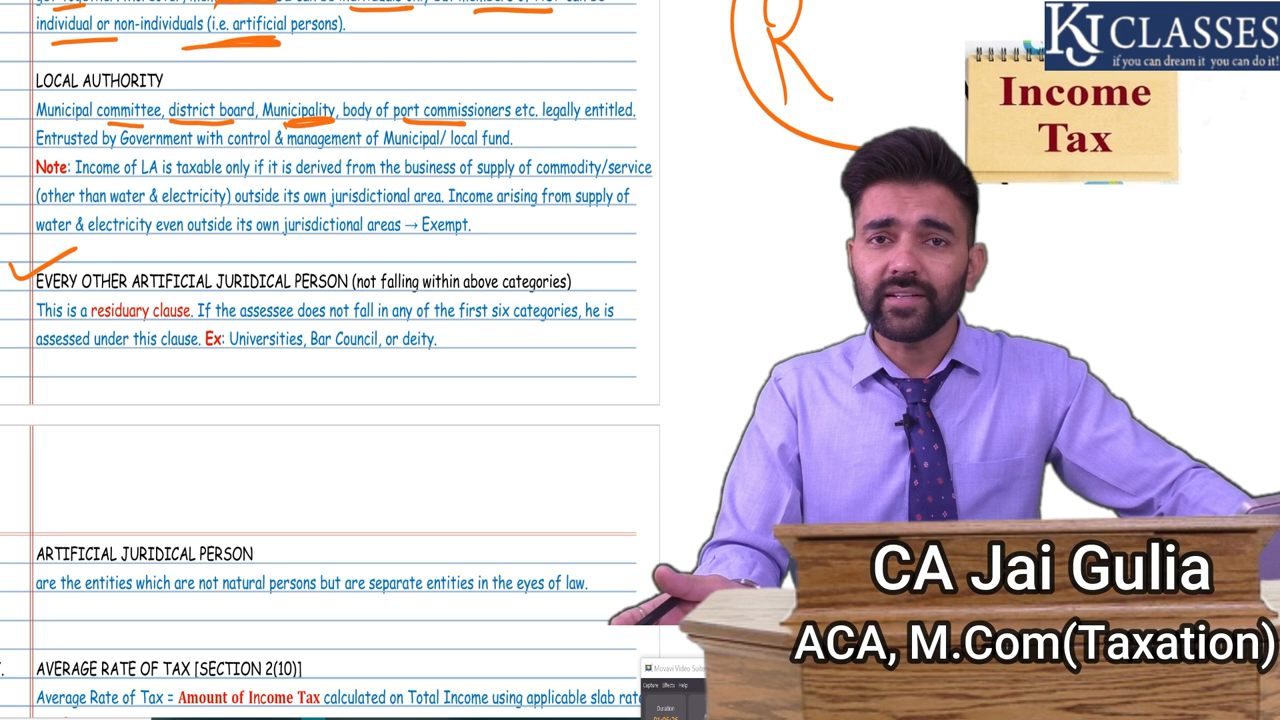 individual or non-individuals (i.e. artificial persons).
LOCAL AUTHORITY
Municipal committee, district board, Municipality, body of port commissioners etc. legally entitled.
Entrusted by Government with control & management of Municipal/ local fund.
Note: Income of LA is taxable only if it is derived from the business of supply of commodity/service
(other than water & electricity) outside its own jurisdictional area. Income arising from supply of
water & electricity even outside its own jurisdictional areas → Exempt.
EVERY OTHER ARTIFICIAL JURIDICAL PERSON (not falling within above categories)
This is a residuary clause. If the assessee does not fall in any of the first six categories, he is
assessed under this clause. Ex: Universities, Bar Council, or deity.
ARTIFICIAL JURIDICAL PERSON
are the entities which are not natural persons but are separate entities in the eyes of law.
AVERAGE RATE OF TAX [SECTION 2(10)]
Average Rate of Tax = Amount of Income Tax calculated on Total Income using applicable slab rate
R
KJ CLASSES
if you can dream it you can do it!
Income
Tax
CA Jai Gulia
ACA, M.Com(Taxation)
Movavi Video Suite
Capture Effects Help
Duration